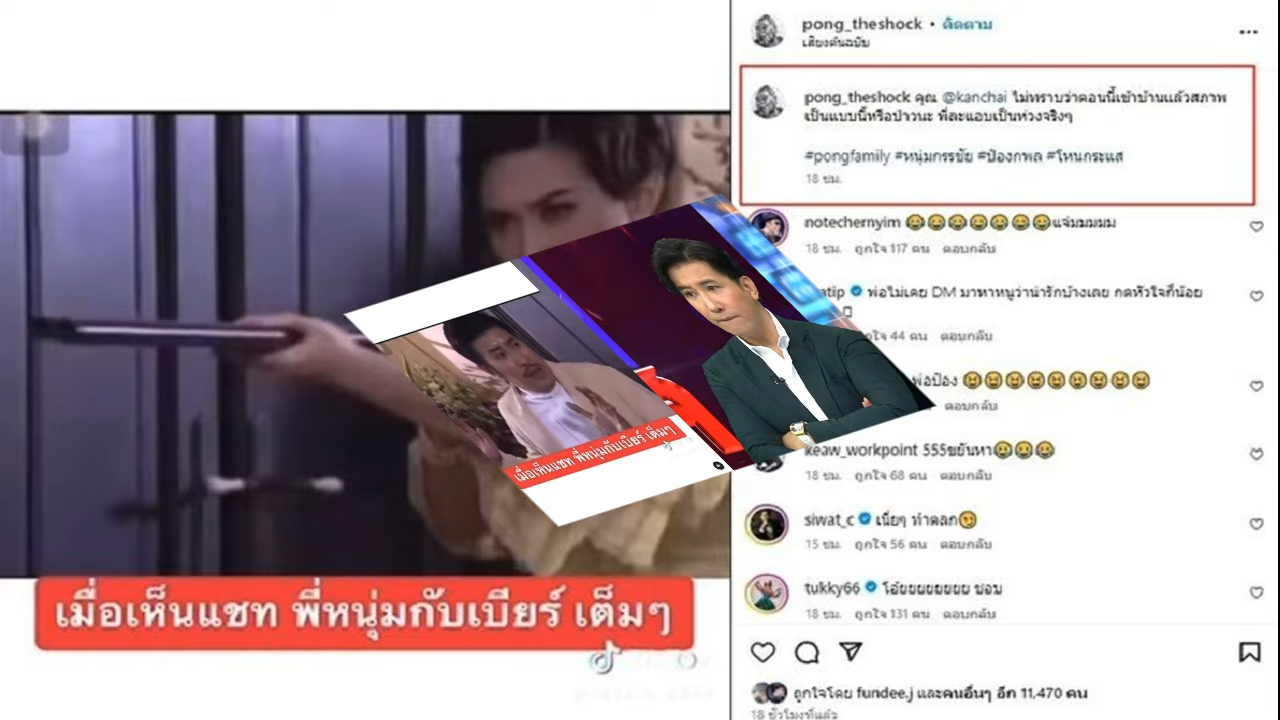 pong_theshock • ติดตาม
เสียงต้นฉบับ
pong_theshock คุณ @kanchai ไม่ทราบว่าตอนนี้เข้าบ้านแล้วสภาพ
เป็นแบบนี้หรือป่าวนะ พี่ละแอบเป็นห่วงจริงๆ
#pongfamily #หนุ่มกรรชัย #ป๋องกพล #โหนกระแส
18 ชม.
notechernyim 😂😂😂😂😂😂😂แจ๋มมมมม
18 ชม. ถูกใจ 117 คน ตอบกลับ
พ่อไม่เคย DM มาหาหนูว่าน่ารักบ้างเลย กดหัวใจก็น้อย
44 คน ตอบกลับ
พ่อป๋อง 😆😆😆😆😆😆😆😆😆
ตอบกลับ
keaw_workpoint 555ขยันหา😂😂😂
18 ชม. ถูกใจ 68 คน ตอบกลับ
siwat_c เนี่ยๆ ทำตลก😏
15 ชม. ถูกใจ 56 คน ตอบกลับ
tukky66 โอ้ยยยยยยยย ชอบ
18 ชม. ถูกใจ 131 คน ตอบกลับ
ถูกใจโดย fundee.j และคนอื่นๆ อีก 11,470 คน
18 ชั่วโมงที่แล้ว
เมื่อเห็นแชท พี่หนุ่มกับเบียร์ เต็มๆ
เมื่อเห็นแชท พี่หนุ่มกับเบียร์ เต็มๆ